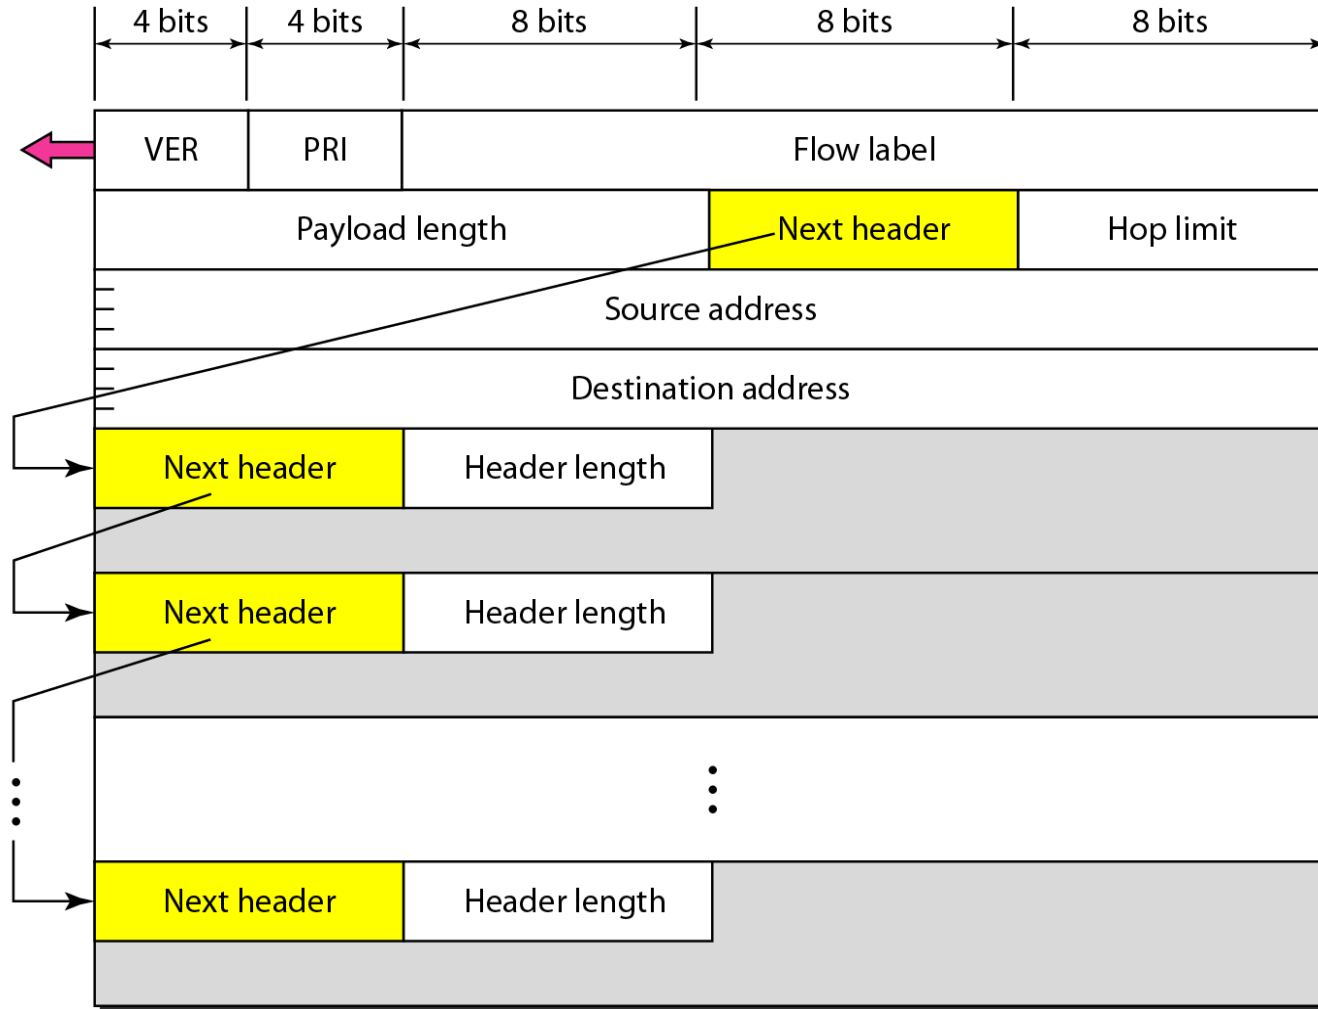 4 bits 4 bits 8 bits 8 bits 8 bits
VER PRI Flow label
Payload length Next header Hop limit
Source address
Destination address
Next header Header length
Next header Header length
Next header Header length